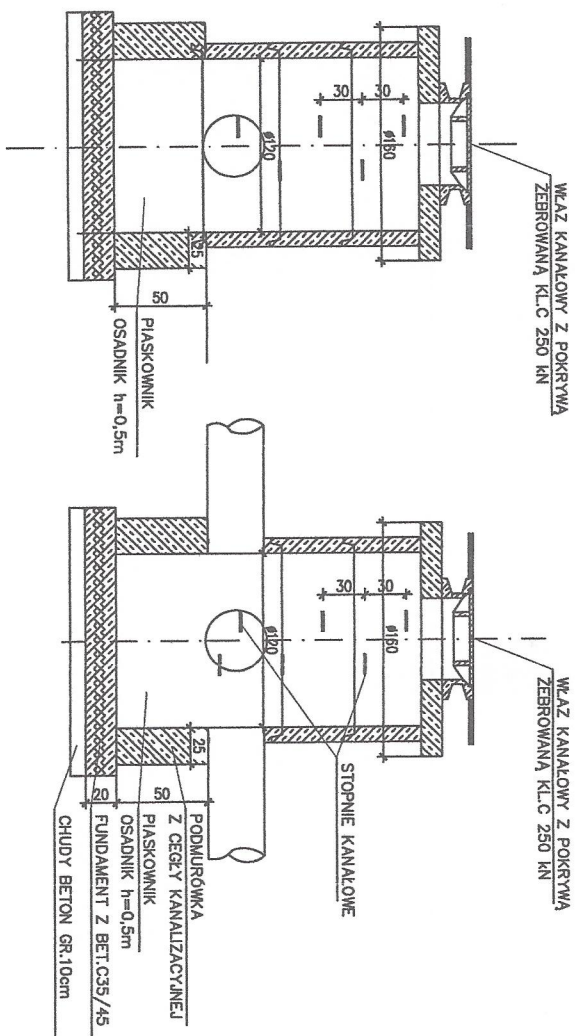 WŁAZ KANAŁOWY Z POKRYWĄ
ŻEBROWANĄ KL.C 250 kN
30
30
ø160
ø120
25
25
50
PIASKOWNIK
OSADNIK h=0,5m
WŁAZ KANAŁOWY Z POKRYWĄ
ŻEBROWANĄ KL.C 250 kN
30
30
ø160
ø120
STOPNIE KANAŁOWE
25
50
20
PODMURÓWKA
Z CEGŁY KANALIZACYJNEJ
PIASKOWNIK
OSADNIK h=0,5m
FUNDAMENT Z BET.C35/45
CHUDY BETON GR.10cm